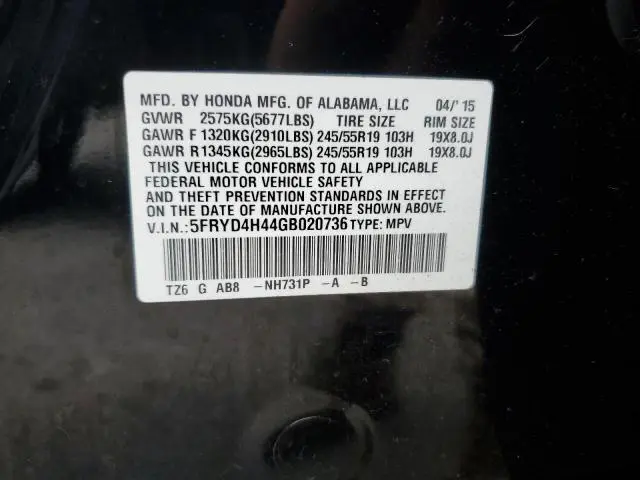 MFD. BY HONDA MFG. OF ALABAMA, LLC 04/'15
GVWR 2575KG(5677LBS) TIRE SIZE RIM SIZE
GAWR F 1320KG(2910LBS) 245/55R19 103H 19X8.0J
GAWR R 1345KG(2965LBS) 245/55R19 103H 19X8.0J
THIS VEHICLE CONFORMS TO ALL APPLICABLE
FEDERAL MOTOR VEHICLE SAFETY
AND THEFT PREVENTION STANDARDS IN EFFECT
ON THE DATE OF MANUFACTURE SHOWN ABOVE.
V.I.N.:5FRYD4H44GB020736 TYPE: MPV
TZ6 G AB8 -NH731P -A -B